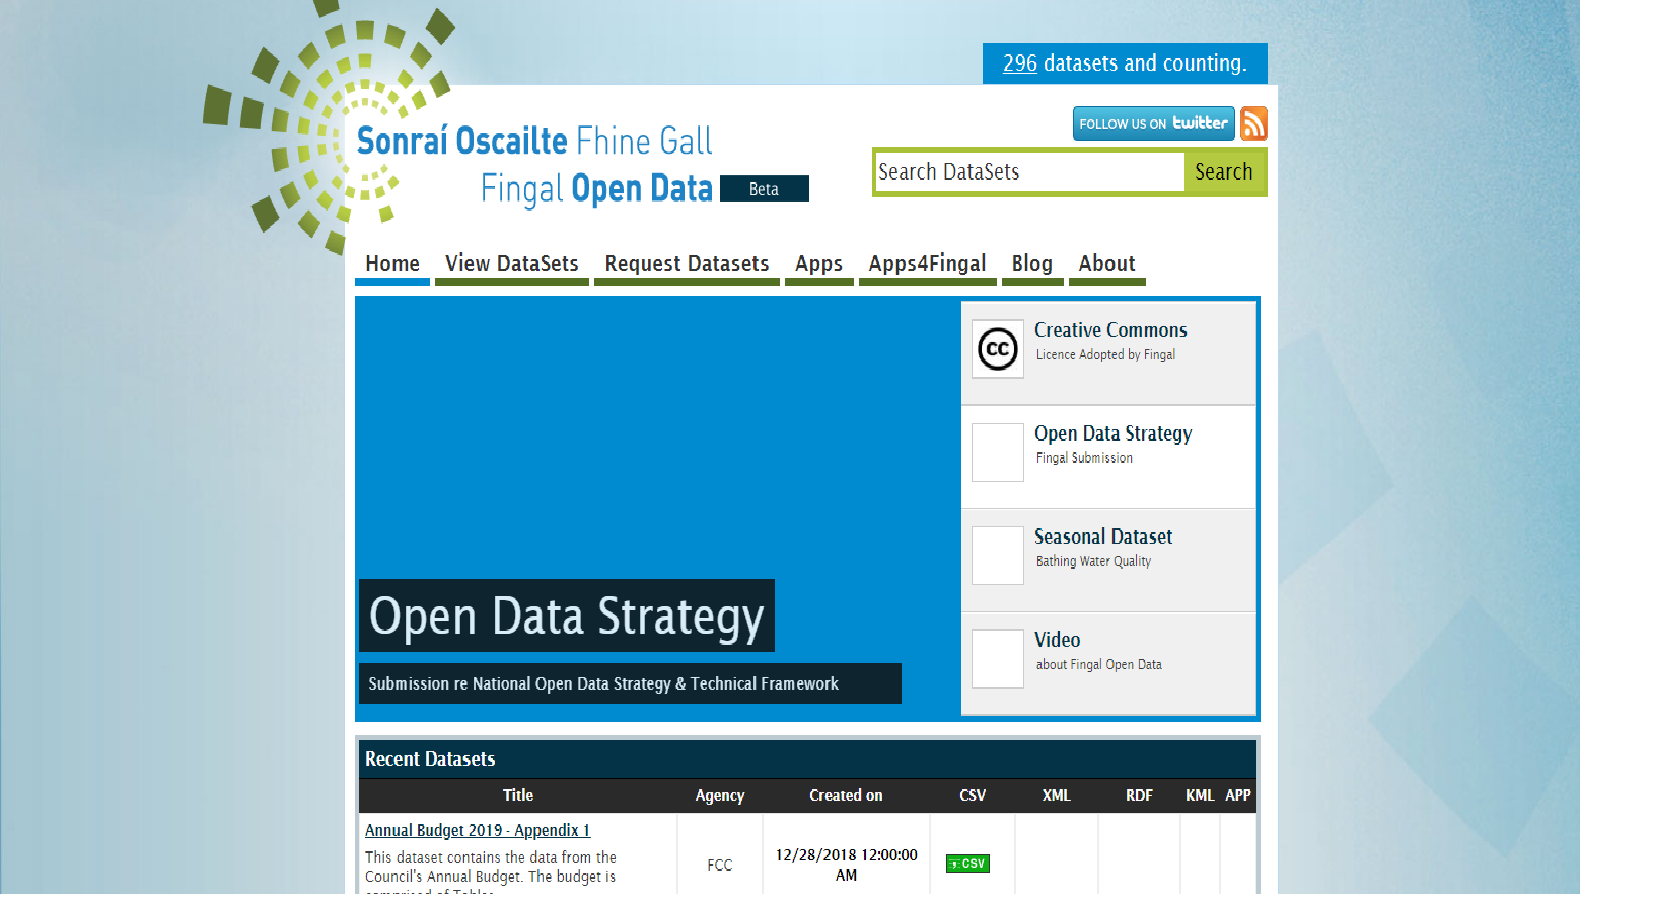 296 datasets and counting.
FOLLOW US ON twitter
Sonraí Oscailte Fhine Gall
Fingal Open Data Beta
Search DataSets Search
Home View DataSets Request Datasets Apps Apps4Fingal Blog About
Creative Commons
Licence Adopted by Fingal
Open Data Strategy
Fingal Submission
Seasonal Dataset
Bathing Water Quality
Video
about Fingal Open Data
Open Data Strategy
Submission re National Open Data Strategy & Technical Framework
Recent Datasets
Title Agency Created on CSV XML RDF KML APP
Annual Budget 2019 - Appendix 1
This dataset contains the data from the
Council's Annual Budget. The budget is
comprised of Tables
FCC
12/28/2018 12:00:00
AM
CSV